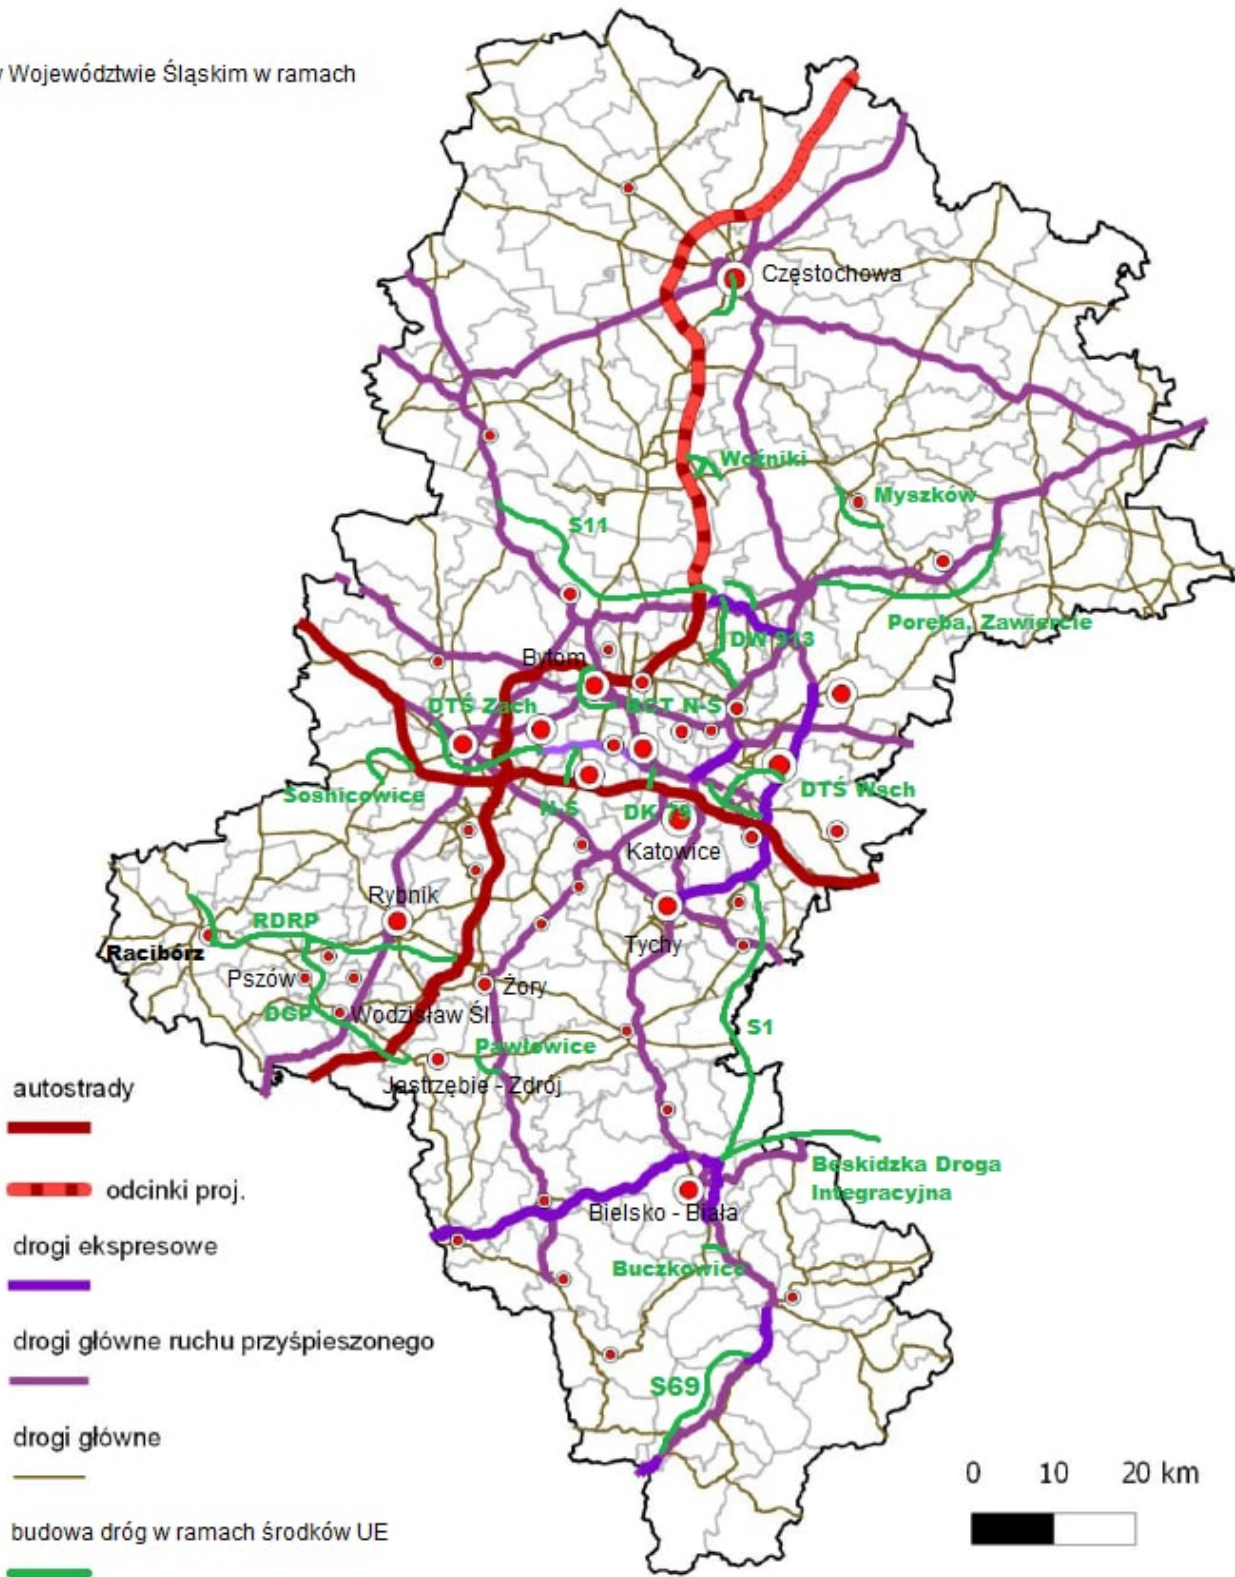 w Województwie Śląskim w ramach
Częstochowa
Woźniki
Myszków
S11
Poręba, Zawiercie
DW 913
Bytom
DTŚ Zach
BCT N-S
Sośnicowice
N-S
DK 79
DTŚ Wsch
Katowice
Rybnik
RDRP
Racibórz
Tychy
Pszów
Żory
DGP
Wodzisław Śl.
S1
Pawłowice
Jastrzębie - Zdrój
autostrady
Beskidzka Droga
Integracyjna
odcinki proj.
Bielsko - Biała
drogi ekspresowe
Buczkowice
drogi główne ruchu przyśpieszonego
S69
drogi główne
0 10 20 km
budowa dróg w ramach środków UE